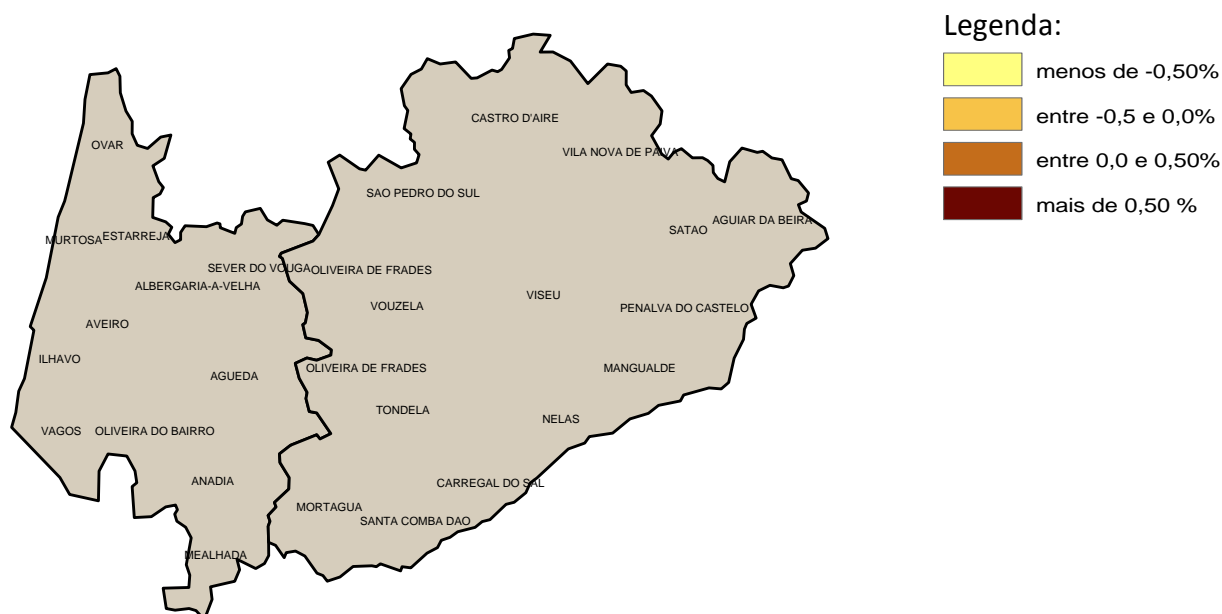 Legenda:
menos de -0,50%
entre -0,5 e 0,0%
entre 0,0 e 0,50%
mais de 0,50 %
CASTRO D'AIRE
OVAR
VILA NOVA DE PAIVA
SAO PEDRO DO SUL
AGUIAR DA BEIRA
SATAO
MURTOSA
ESTARREJA
SEVER DO VOUGA
OLIVEIRA DE FRADES
ALBERGARIA-A-VELHA
VISEU
VOUZELA
PENALVA DO CASTELO
AVEIRO
ILHAVO
OLIVEIRA DE FRADES
MANGUALDE
AGUEDA
TONDELA
NELAS
VAGOS
OLIVEIRA DO BAIRRO
ANADIA
CARREGAL DO SAL
MORTAGUA
SANTA COMBA DAO
MEALHADA